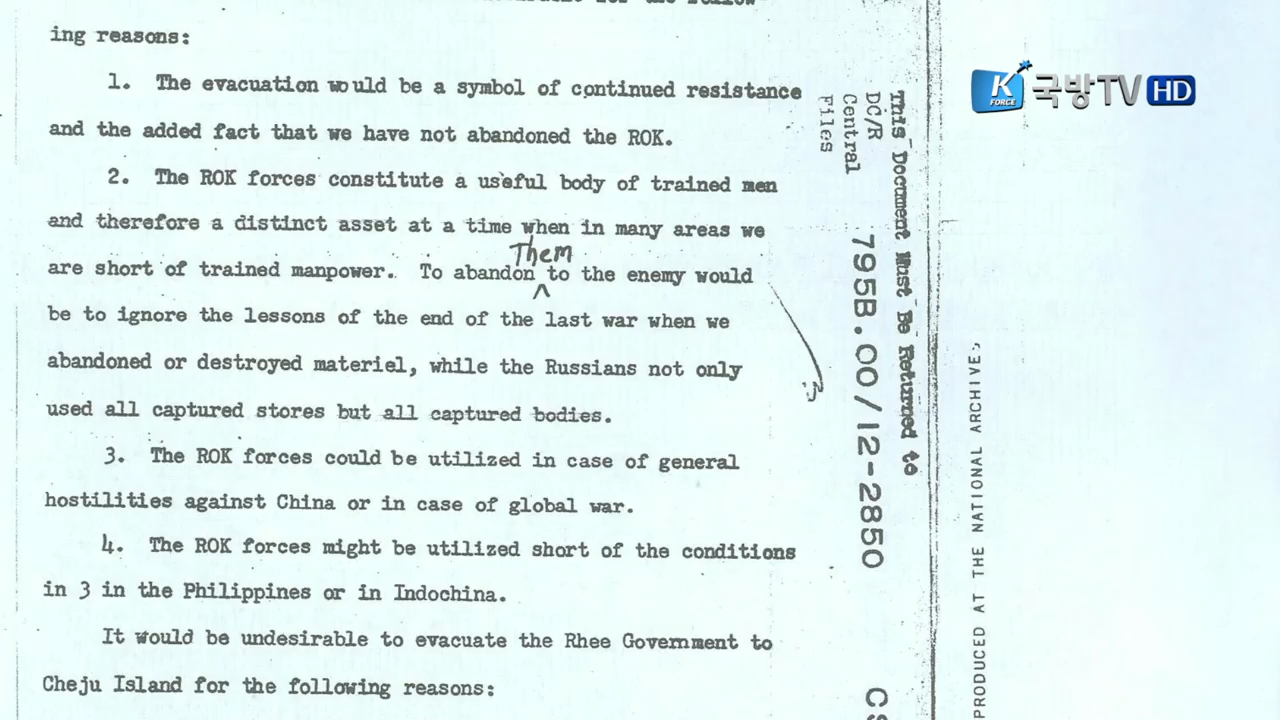 ing reasons:
1. The evacuation would be a symbol of continued resistance
and the added fact that we have not abandoned the ROK.
2. The ROK forces constitute a useful body of trained men
and therefore a distinct asset at a time when in many areas we
Them
are short of trained manpower. To abandon ^ to the enemy would
be to ignore the lessons of the end of the last war when we
abandoned or destroyed materiel, while the Russians not only
used all captured stores but all captured bodies.
3. The ROK forces could be utilized in case of general
hostilities against China or in case of global war.
4. The ROK forces might be utilized short of the conditions
in 3 in the Philippines or in Indochina.
It would be undesirable to evacuate the Rhee Government to
Cheju Island for the following reasons:
This Document Must Be Returned to
DC/R
Central
Files
795B.00/12-2850
PRODUCED AT THE NATIONAL ARCHIVE
K FORCE 국방TV HD